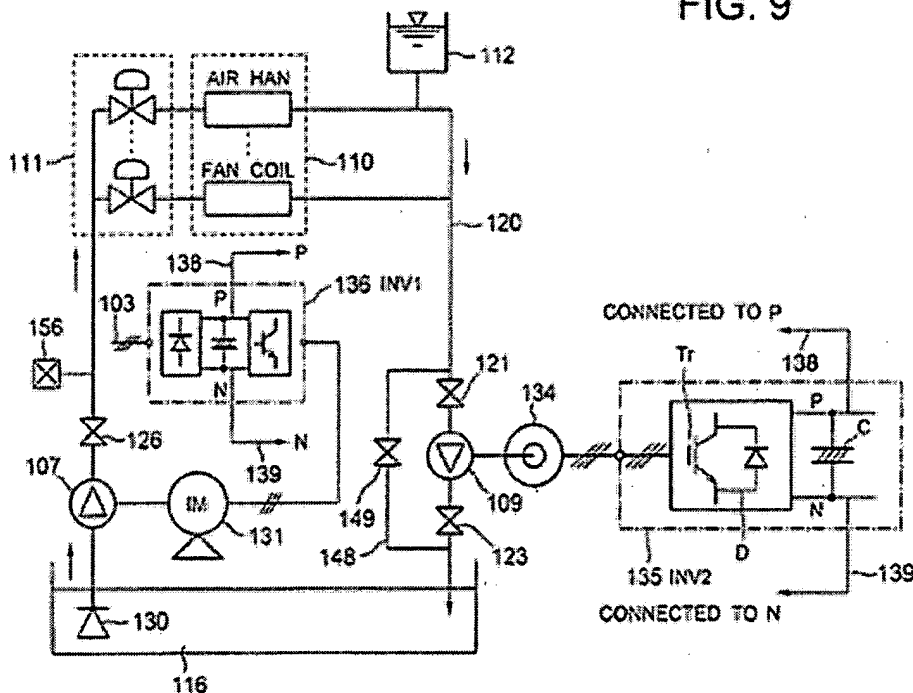 FIG. 9
112
AIR HAN
111
110
FAN COIL
120
138
P
136 INV1
103
P
N
156
N
139
126
107
IM
131
121
134
149
109
148
123
130
116
CONNECTED TO P
138
Tr
P
C
N
D
135 INV2
139
CONNECTED TO N